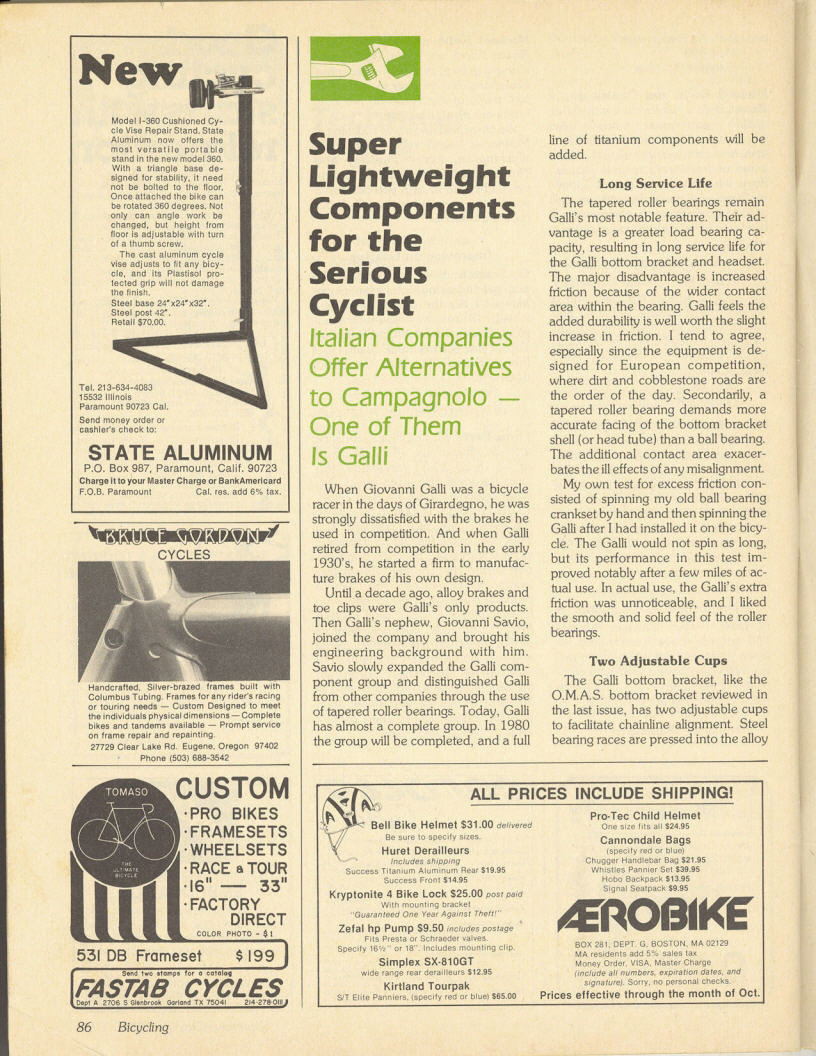 New
Model I-360 Cushioned Cy-
cle Vise Repair Stand. State
Aluminum now offers the
most versatile portable
stand in the new model 360.
With a triangle base de-
signed for stability, it need
not be bolted to the floor.
Once attached the bike can
be rotated 360 degrees. Not
only can angle work be
changed, but height from
floor is adjustable with turn
of a thumb screw.
The cast aluminum cycle
vise adjusts to fit any bicy-
cle, and its Plastisol pro-
tected grip will not damage
the finish.
Steel base 24"x24"x32".
Steel post 42".
Retail $70.00.
Tel. 213-634-4083
15532 Illinois
Paramount 90723 Cal.
Send money order or
cashier's check to:
STATE ALUMINUM
P.O. Box 987, Paramount, Calif. 90723
Charge it to your Master Charge or BankAmericard
F.O.B. Paramount Cal. res. add 6% tax.
BRUCE GORDON
CYCLES
Handcrafted, Silver-brazed frames built with
Columbus Tubing. Frames for any rider's racing
or touring needs — Custom Designed to meet
the individuals physical dimensions — Complete
bikes and tandems available — Prompt service
on frame repair and repainting.
27729 Clear Lake Rd. Eugene, Oregon 97402
Phone (503) 688-3542
TOMASO
THE
ULTIMATE
BICYCLE
CUSTOM
·PRO BIKES
·FRAMESETS
·WHEELSETS
·RACE & TOUR
·16" — 33"
·FACTORY
DIRECT
COLOR PHOTO - $1
531 DB Frameset $199
Send two stamps for a catalog
FASTAB CYCLES
Dept A 2706 S Glenbrook Garland TX 75041 214-278-0111
Super
Lightweight
Components
for the
Serious
Cyclist
Italian Companies
Offer Alternatives
to Campagnolo —
One of Them
Is Galli
When Giovanni Galli was a bicycle
racer in the days of Girardegno, he was
strongly dissatisfied with the brakes he
used in competition. And when Galli
retired from competition in the early
1930's, he started a firm to manufac-
ture brakes of his own design.
Until a decade ago, alloy brakes and
toe clips were Galli's only products.
Then Galli's nephew, Giovanni Savio,
joined the company and brought his
engineering background with him.
Savio slowly expanded the Galli com-
ponent group and distinguished Galli
from other companies through the use
of tapered roller bearings. Today, Galli
has almost a complete group. In 1980
the group will be completed, and a full
line of titanium components will be
added.
Long Service Life
The tapered roller bearings remain
Galli's most notable feature. Their ad-
vantage is a greater load bearing ca-
pacity, resulting in long service life for
the Galli bottom bracket and headset.
The major disadvantage is increased
friction because of the wider contact
area within the bearing. Galli feels the
added durability is well worth the slight
increase in friction. I tend to agree,
especially since the equipment is de-
signed for European competition,
where dirt and cobblestone roads are
the order of the day. Secondarily, a
tapered roller bearing demands more
accurate facing of the bottom bracket
shell (or head tube) than a ball bearing.
The additional contact area exacer-
bates the ill effects of any misalignment.
My own test for excess friction con-
sisted of spinning my old ball bearing
crankset by hand and then spinning the
Galli after I had installed it on the bicy-
cle. The Galli would not spin as long,
but its performance in this test im-
proved notably after a few miles of ac-
tual use. In actual use, the Galli's extra
friction was unnoticeable, and I liked
the smooth and solid feel of the roller
bearings.
Two Adjustable Cups
The Galli bottom bracket, like the
O.M.A.S. bottom bracket reviewed in
the last issue, has two adjustable cups
to facilitate chainline alignment. Steel
bearing races are pressed into the alloy
ALL PRICES INCLUDE SHIPPING!
Bell Bike Helmet $31.00 delivered
Be sure to specify sizes.
Huret Derailleurs
Includes shipping
Success Titanium Aluminum Rear $19.95
Success Front $14.95
Kryptonite 4 Bike Lock $25.00 post paid
With mounting bracket
"Guaranteed One Year Against Theft!"
Zefal hp Pump $9.50 includes postage
Fits Presta or Schraeder valves.
Specify 16½" or 18". Includes mounting clip.
Simplex SX-810GT
wide range rear derailleurs $12.95
Kirtland Tourpak
S/T Elite Panniers, (specify red or blue) $65.00
Pro-Tec Child Helmet
One size fits all $24.95
Cannondale Bags
(specify red or blue)
Chugger Handlebar Bag $21.95
Whistles Pannier Set $39.95
Hobo Backpack $13.95
Signal Seatpack $9.95
AEROBIKE
BOX 281, DEPT. G, BOSTON, MA 02129
MA residents add 5% sales tax
Money Order, VISA, Master Charge
(include all numbers, expiration dates, and
signature). Sorry, no personal checks.
Prices effective through the month of Oct.
86 Bicycling